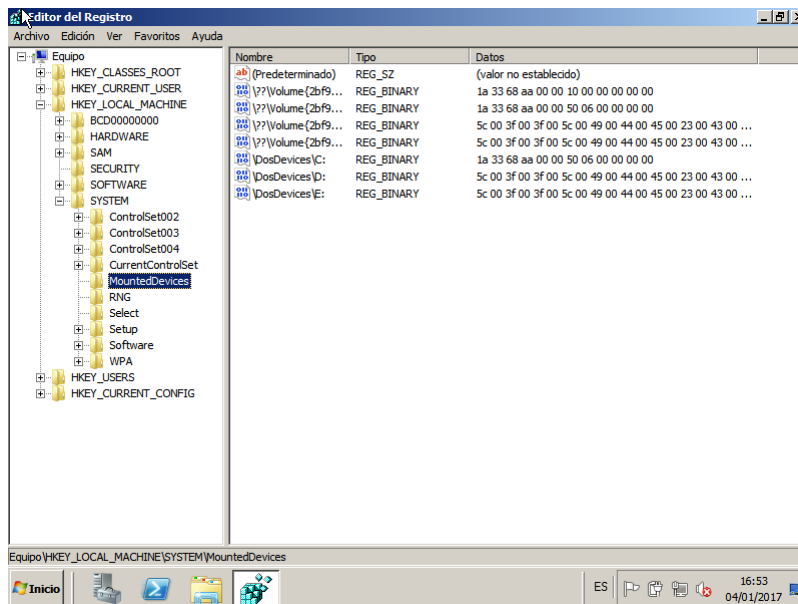 Editor del Registro
Archivo Edición Ver Favoritos Ayuda
Equipo
HKEY_CLASSES_ROOT
HKEY_CURRENT_USER
HKEY_LOCAL_MACHINE
BCD00000000
HARDWARE
SAM
SECURITY
SOFTWARE
SYSTEM
ControlSet002
ControlSet003
ControlSet004
CurrentControlSet
MountedDevices
RNG
Select
Setup
Software
WPA
HKEY_USERS
HKEY_CURRENT_CONFIG
Nombre Tipo Datos
(Predeterminado) REG_SZ (valor no establecido)
\??\Volume{2bf9... REG_BINARY 1a 33 68 aa 00 00 10 00 00 00 00 00
\??\Volume{2bf9... REG_BINARY 1a 33 68 aa 00 00 50 06 00 00 00 00
\??\Volume{2bf9... REG_BINARY 5c 00 3f 00 3f 00 5c 00 49 00 44 00 45 00 23 00 43 00 ...
\??\Volume{2bf9... REG_BINARY 5c 00 3f 00 3f 00 5c 00 49 00 44 00 45 00 23 00 43 00 ...
\DosDevices\C: REG_BINARY 1a 33 68 aa 00 00 50 06 00 00 00 00
\DosDevices\D: REG_BINARY 5c 00 3f 00 3f 00 5c 00 49 00 44 00 45 00 23 00 43 00 ...
\DosDevices\E: REG_BINARY 5c 00 3f 00 3f 00 5c 00 49 00 44 00 45 00 23 00 43 00 ...
Equipo\HKEY_LOCAL_MACHINE\SYSTEM\MountedDevices
Inicio
ES
16:53
04/01/2017